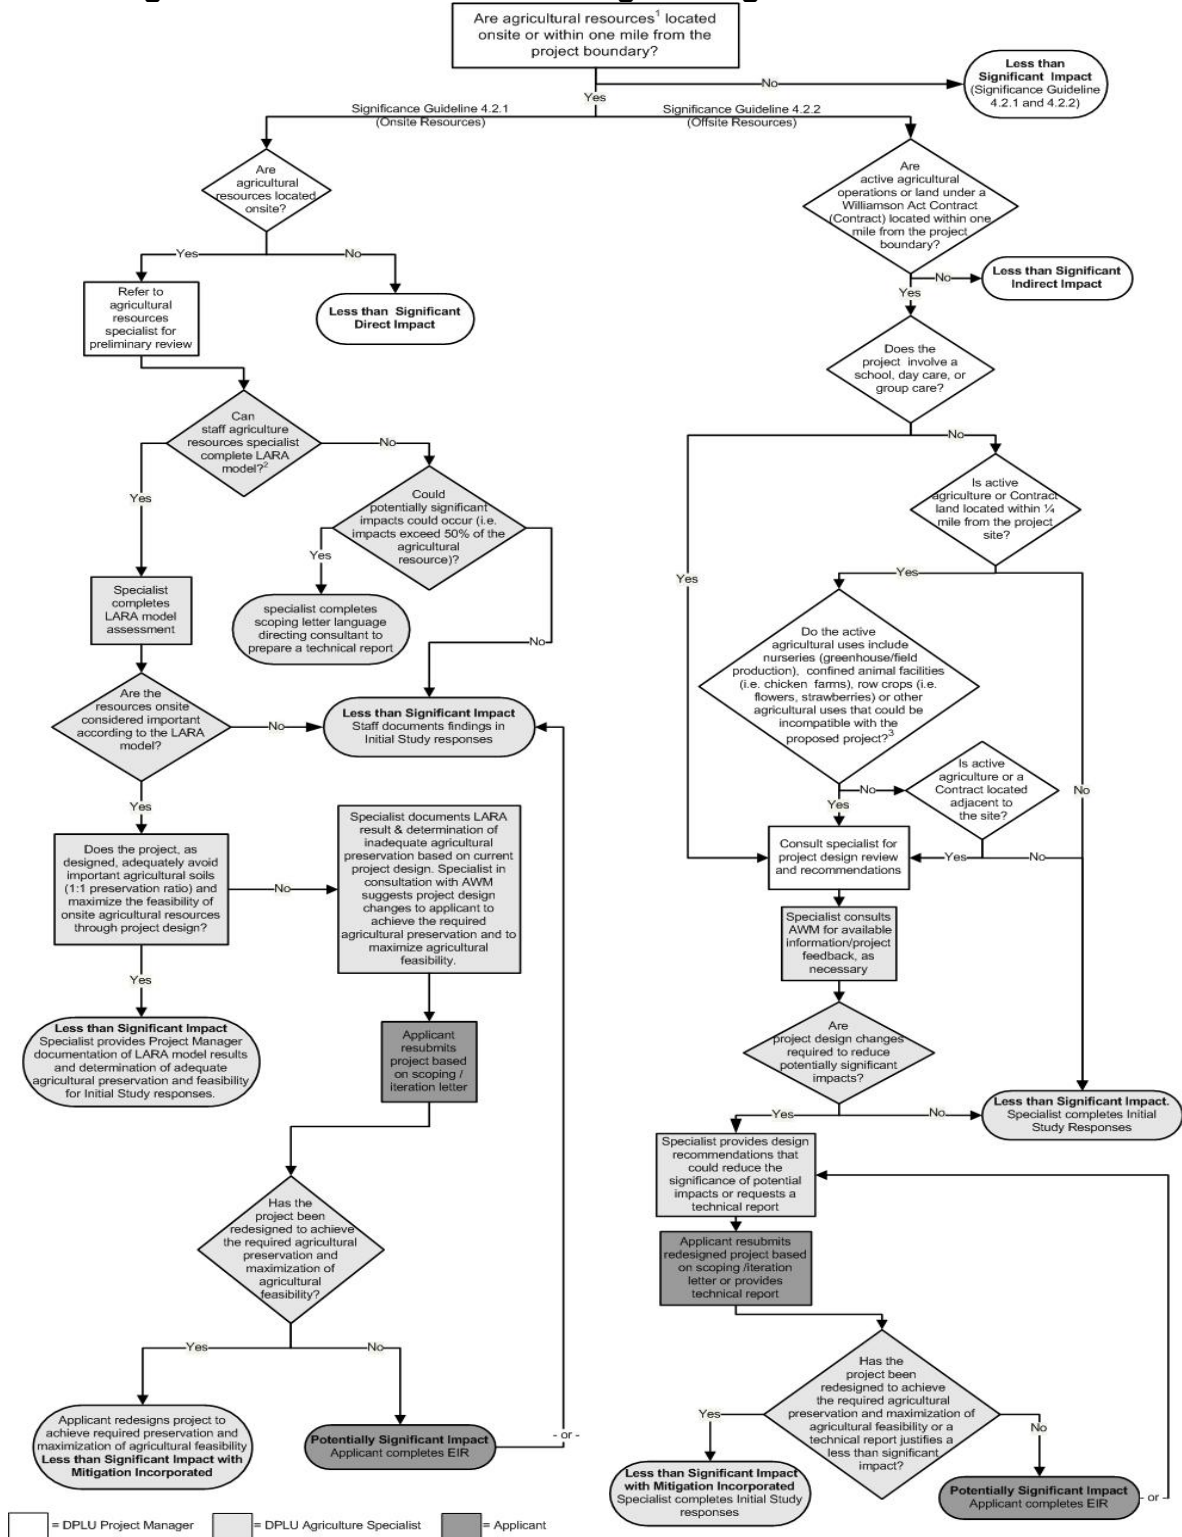 Are agricultural resources1 located
onsite or within one mile from the
project boundary?
No
Less than
Significant Impact
(Significance Guideline
4.2.1 and 4.2.2)
Yes
Significance Guideline 4.2.1
(Onsite Resources)
Significance Guideline 4.2.2
(Offsite Resources)
Are
agricultural
resources located
onsite?
Yes
No
Refer to
agricultural
resources
specialist for
preliminary review
Less than Significant
Direct Impact
Can
staff agriculture
resources specialist
complete LARA
model?2
No
Yes
Could
potentially significant
impacts could occur (i.e.
impacts exceed 50% of the
agricultural
resource)?
Yes
No
Specialist
completes
LARA model
assessment
specialist completes
scoping letter language
directing consultant to
prepare a technical report
Are the
resources onsite
considered important
according to the LARA
model?
No
Less than Significant Impact
Staff documents findings in
Initial Study responses
Yes
Does the project, as
designed, adequately avoid
important agricultural soils
(1:1 preservation ratio) and
maximize the feasibility of
onsite agricultural resources
through project design?
No
Specialist documents LARA
result & determination of
inadequate agricultural
preservation based on current
project design. Specialist in
consultation with AWM
suggests project design
changes to applicant to
achieve the required
agricultural preservation and to
maximize agricultural
feasibility.
Yes
Less than Significant Impact
Specialist provides Project Manager
documentation of LARA model results
and determination of adequate
agricultural preservation and feasibility
for Initial Study responses.
Applicant
resubmits
project based
on scoping /
iteration letter
Has the
project been
redesigned to achieve
the required agricultural
preservation and
maximization of
agricultural
feasibility?
Yes
No
Applicant redesigns project to
achieve required preservation and
maximization of agricultural feasibility
Less than Significant Impact with
Mitigation Incorporated
Potentially Significant Impact
Applicant completes EIR
- or -
Are
active agricultural
operations or land under a
Williamson Act Contract
(Contract) located within one
mile from the project
boundary?
No
Less than Significant
Indirect Impact
Yes
Does the
project involve a
school, day care, or
group care?
No
Yes
Is active
agriculture or Contract
land located within ¼
mile from the project
site?
Yes
No
Do the active
agricultural uses include
nurseries (greenhouse/field
production), confined animal facilities
(i.e. chicken farms), row crops (i.e.
flowers, strawberries) or other
agricultural uses that could be
incompatible with the
proposed project?3
No
Yes
Is active
agriculture or a
Contract located
adjacent to
the site?
Yes
No
Consult specialist for
project design review
and recommendations
Specialist consults
AWM for available
information/project
feedback, as
necessary
Are
project design changes
required to reduce
potentially significant
impacts?
Yes
No
Less than Significant Impact.
Specialist completes Initial
Study Responses
Specialist provides design
recommendations that
could reduce the
significance of potential
impacts or requests a
technical report
Applicant resubmits
redesigned project based
on scoping /iteration
letter or provides
technical report
Has the
project been
redesigned to achieve
the required agricultural
preservation and maximization of
agricultural feasibility or a
technical report justifies a
less than significant
impact?
Yes
No
Less than Significant Impact
with Mitigation Incorporated
Specialist completes Initial Study
responses
Potentially Significant Impact
Applicant completes EIR
- or -
= DPLU Project Manager
= DPLU Agriculture Specialist
= Applicant